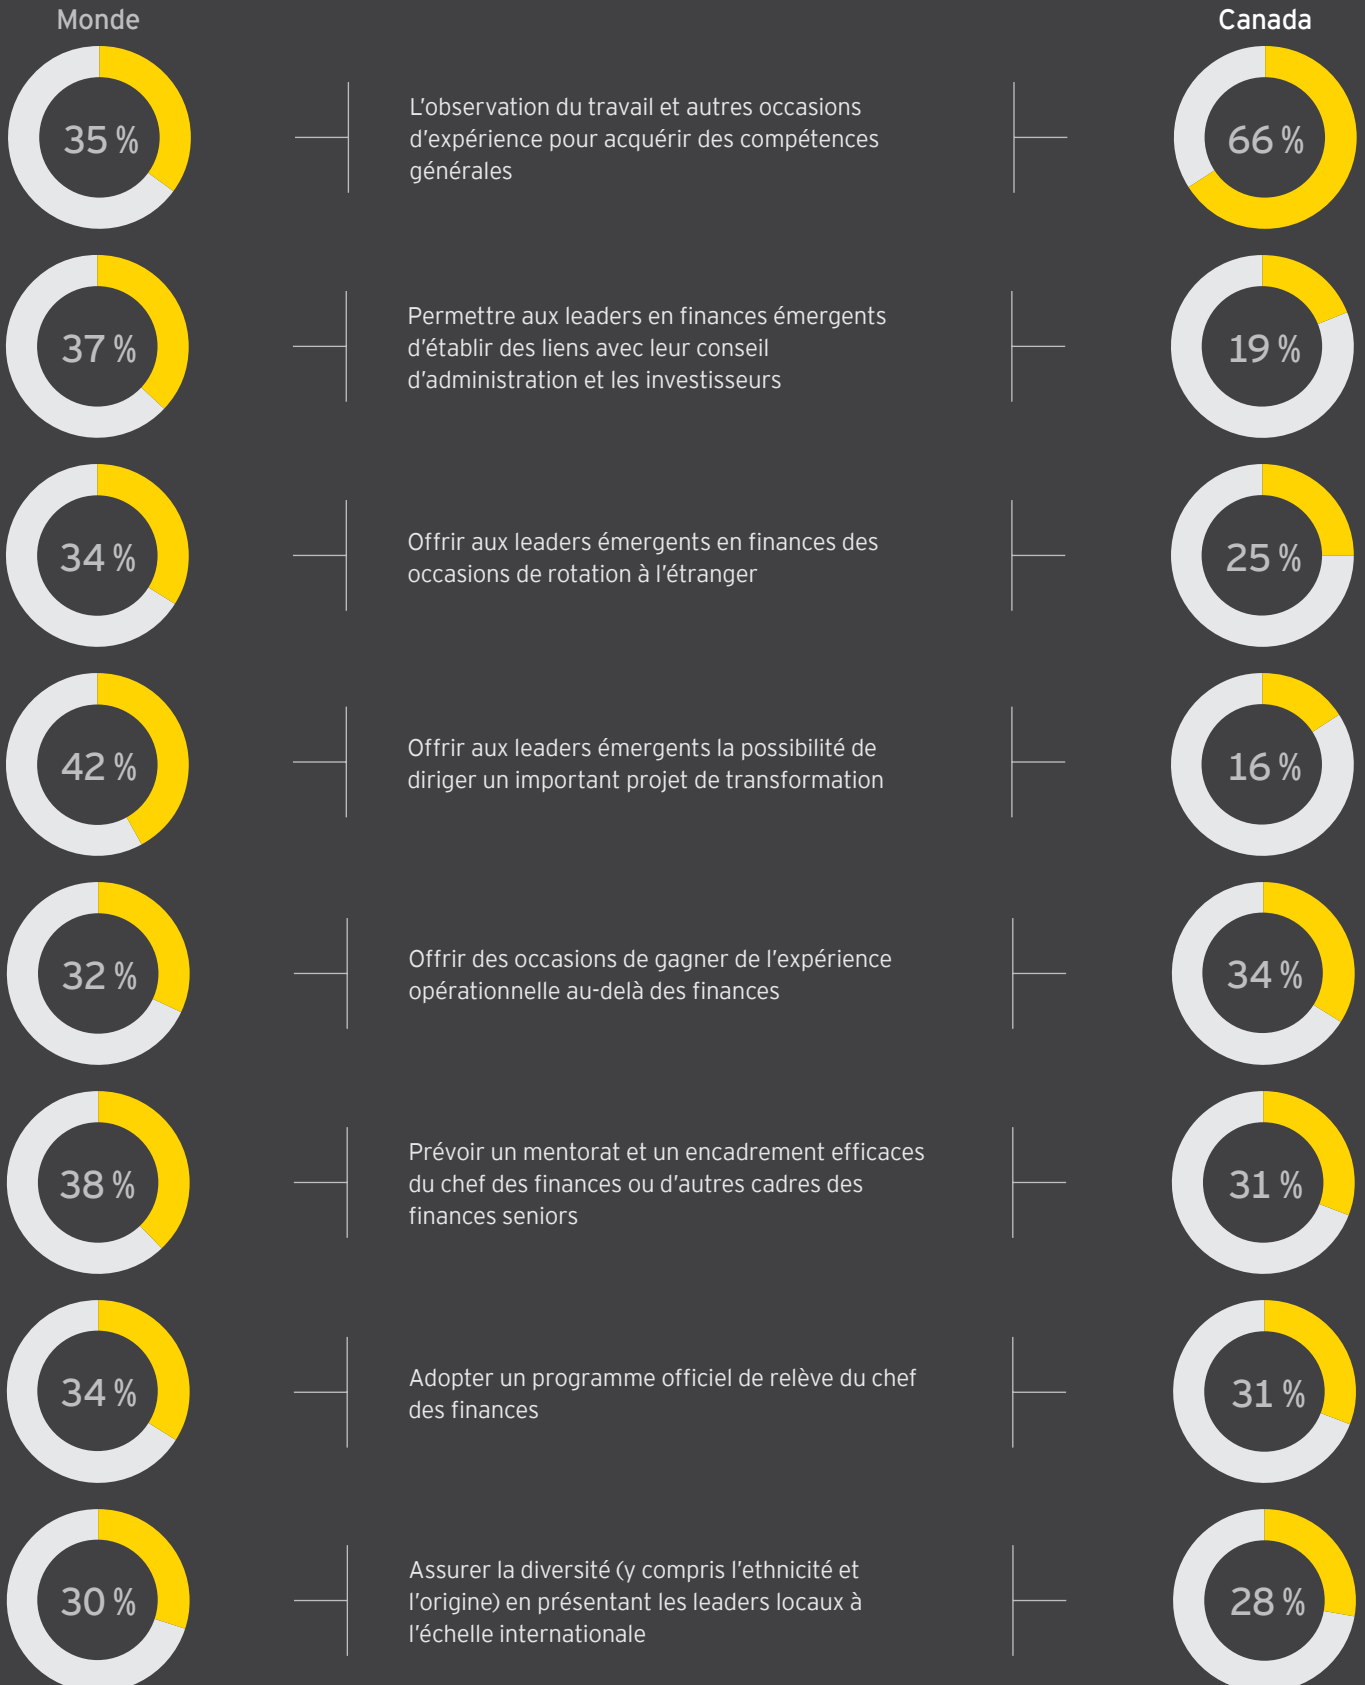 Monde
Canada
35 %
L'observation du travail et autres occasions
d'expérience pour acquérir des compétences
générales
66 %
37 %
Permettre aux leaders en finances émergents
d'établir des liens avec leur conseil
d'administration et les investisseurs
19 %
34 %
Offrir aux leaders émergents en finances des
occasions de rotation à l'étranger
25 %
42 %
Offrir aux leaders émergents la possibilité de
diriger un important projet de transformation
16 %
32 %
Offrir des occasions de gagner de l'expérience
opérationnelle au-delà des finances
34 %
38 %
Prévoir un mentorat et un encadrement efficaces
du chef des finances ou d'autres cadres des
finances seniors
31 %
34 %
Adopter un programme officiel de relève du chef
des finances
31 %
30 %
Assurer la diversité (y compris l'ethnicité et
l'origine) en présentant les leaders locaux à
l'échelle internationale
28 %